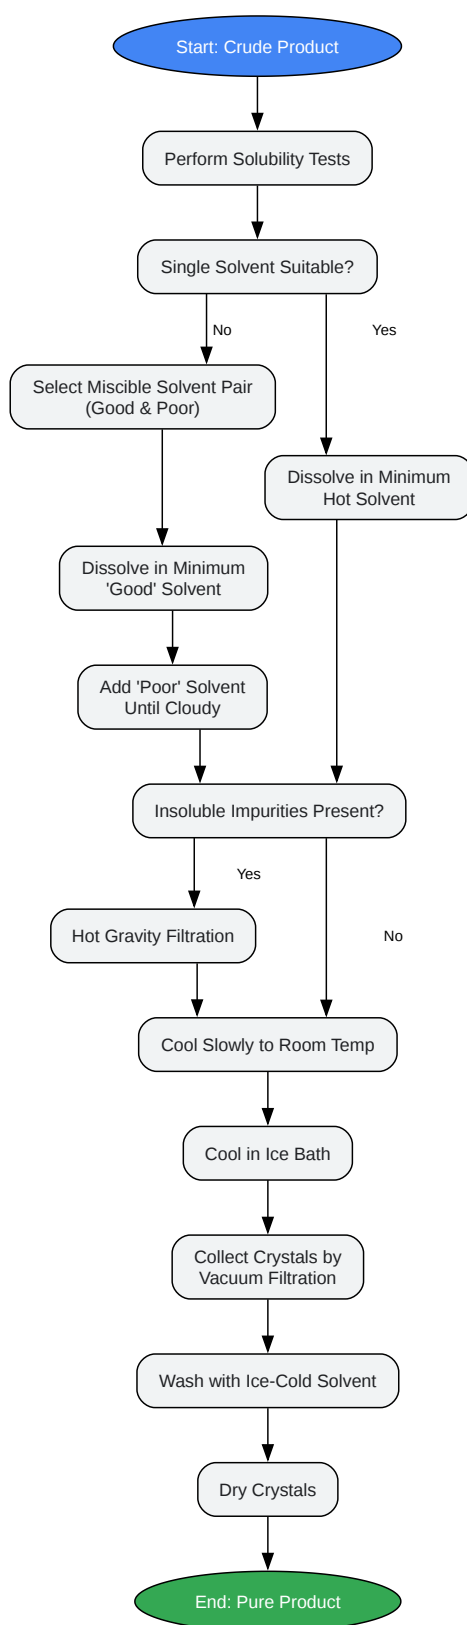 Start: Crude Product
Perform Solubility Tests
Single Solvent Suitable?
No
Yes
Select Miscible Solvent Pair
(Good & Poor)
Dissolve in Minimum
Hot Solvent
Dissolve in Minimum
'Good' Solvent
Add 'Poor' Solvent
Until Cloudy
Insoluble Impurities Present?
Yes
Hot Gravity Filtration
No
Cool Slowly to Room Temp
Cool in Ice Bath
Collect Crystals by
Vacuum Filtration
Wash with Ice-Cold Solvent
Dry Crystals
End: Pure Product